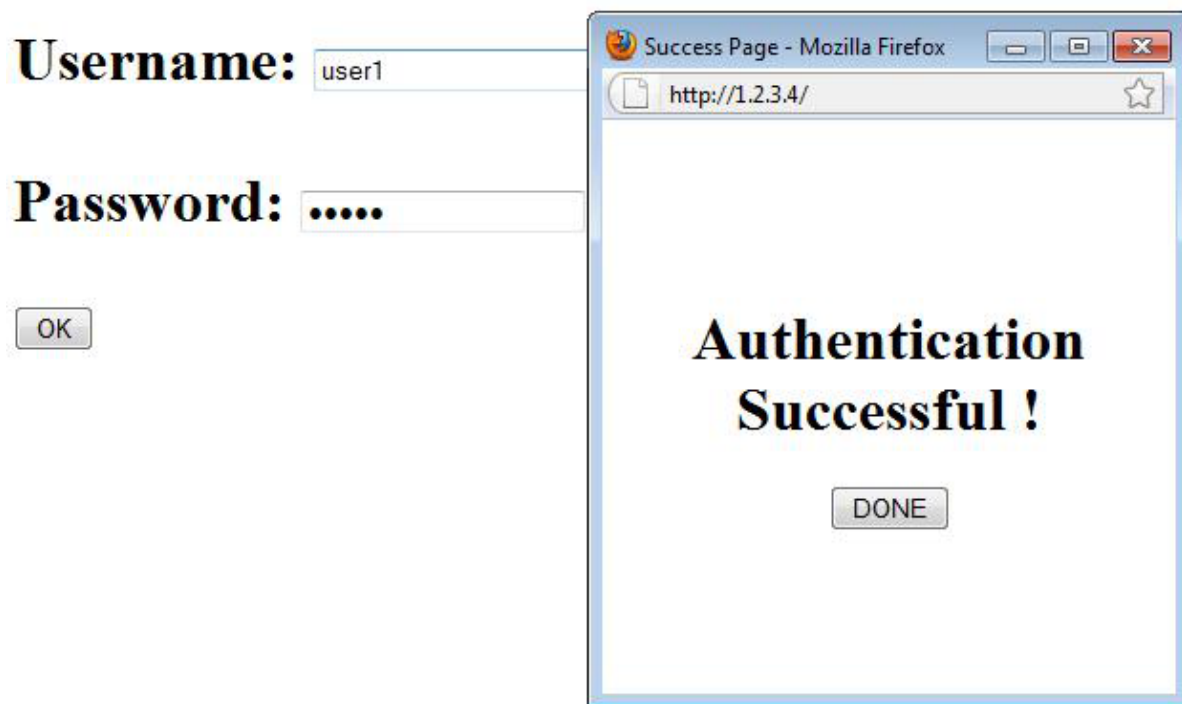 Username: user1
Password: •••••
OK
Success Page - Mozilla Firefox
http://1.2.3.4/
Authentication
Successful !
DONE